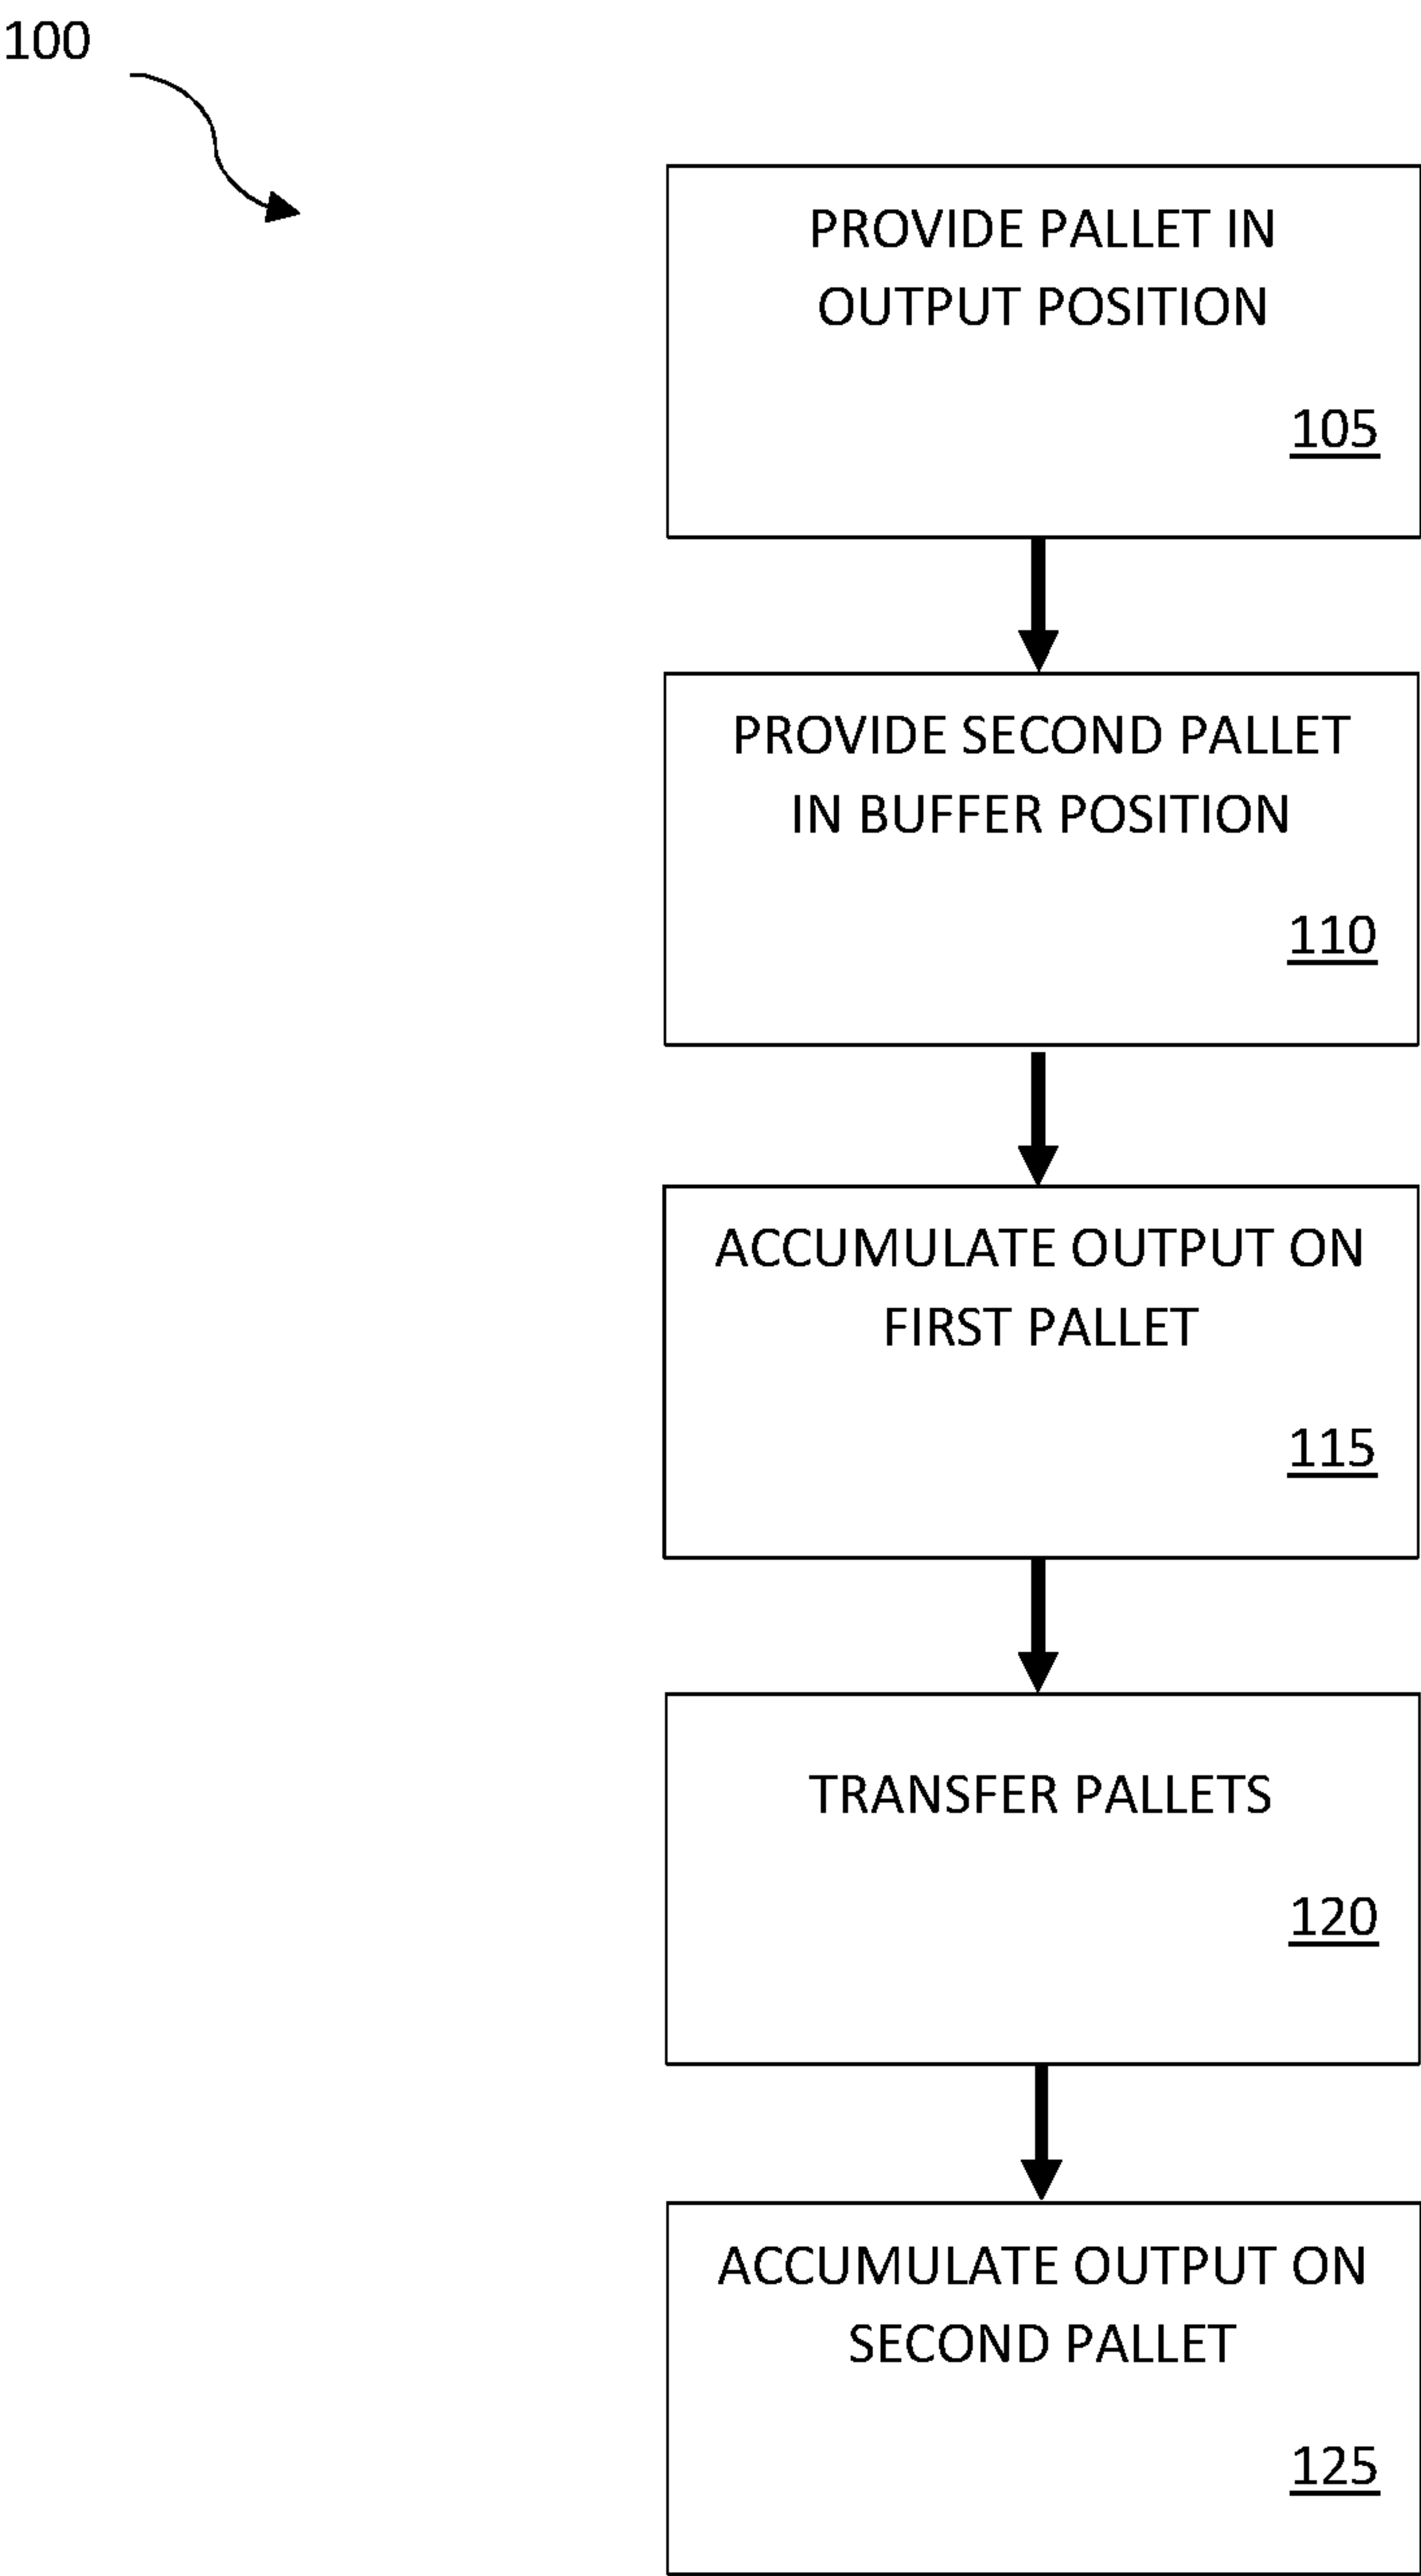 100
PROVIDE PALLET IN
OUTPUT POSITION
105
PROVIDE SECOND PALLET
IN BUFFER POSITION
110
ACCUMULATE OUTPUT ON
FIRST PALLET
115
TRANSFER PALLETS
120
ACCUMULATE OUTPUT ON
SECOND PALLET
125